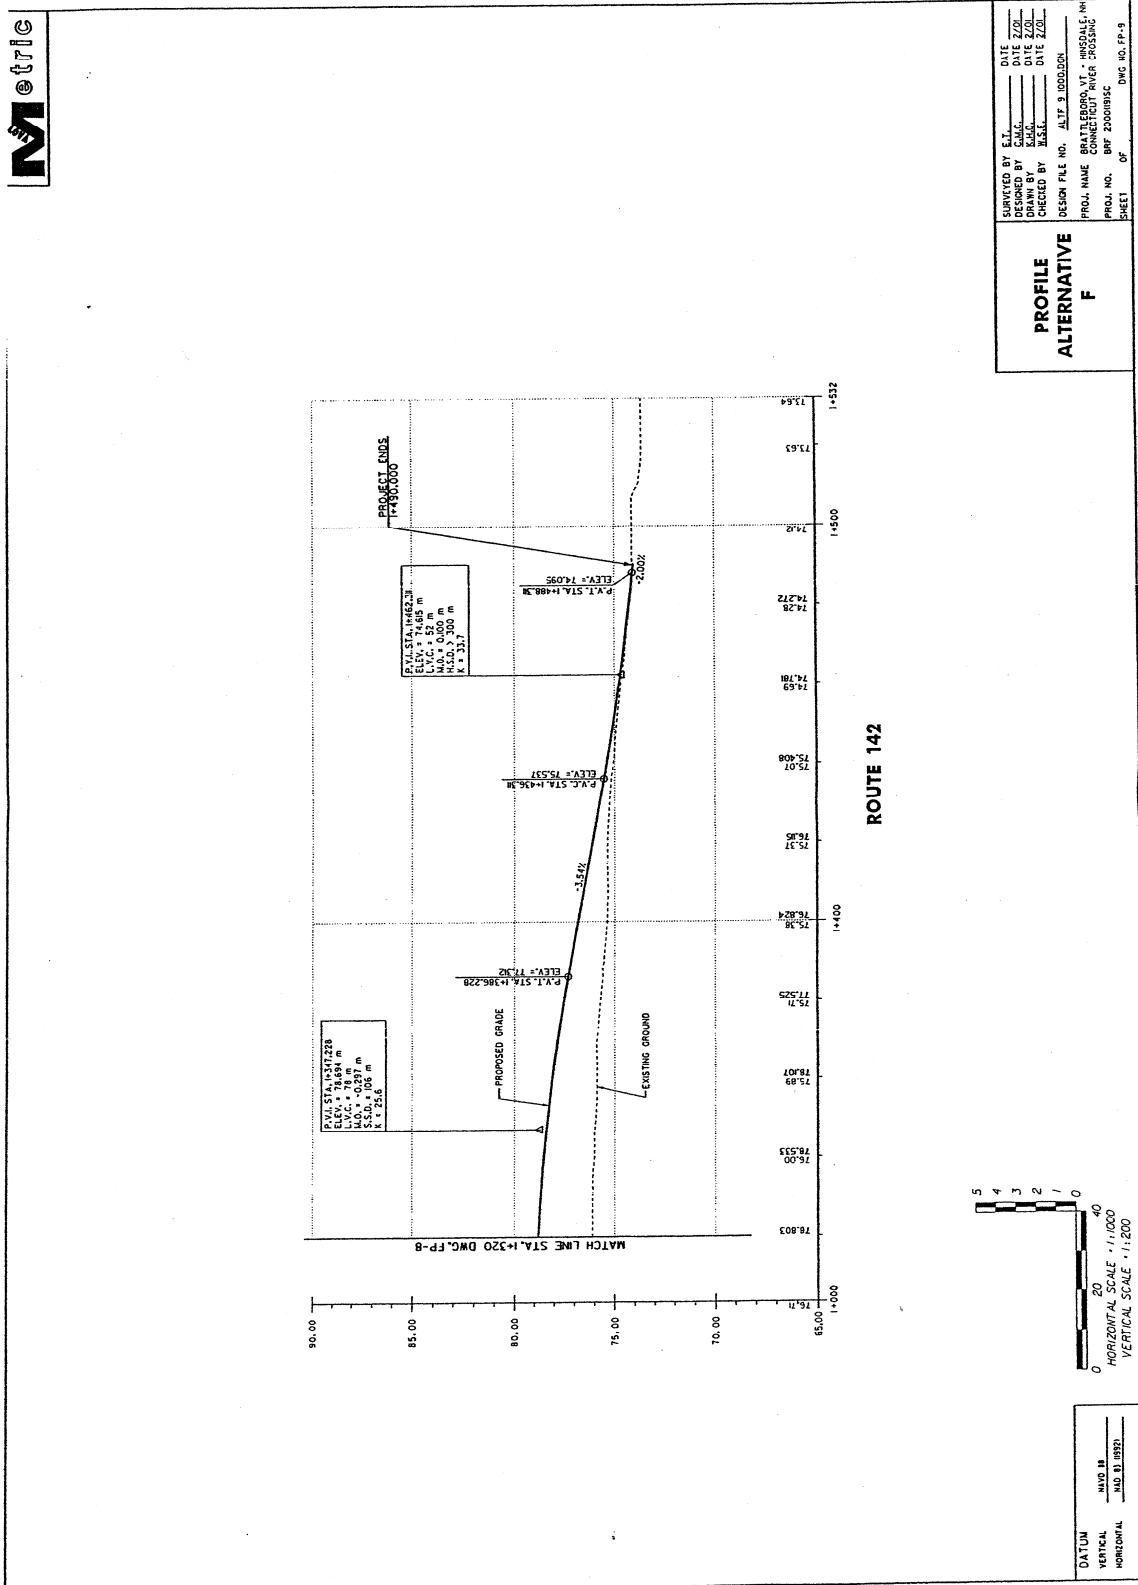 Metric
SURVEYED BY E.T. DATE
DESIGNED BY C.M.C. DATE 2/01
DRAWN BY K.H.C. DATE 2/01
CHECKED BY W.S.F. DATE 2/01
DESIGN FILE NO. ALTF_9 1000.DGN
PROJ. NAME BRATTLEBORO, VT - HINSDALE, NH
CONNECTICUT RIVER CROSSING
PROJ. NO. BRF 2000(19)SC
SHEET OF DWG NO. FP-9
PROFILE
ALTERNATIVE
F
PROJECT ENDS
1+490.000
P.V.I. STA. 1+462.311
ELEV. = 74.615 m
L.V.C. = 52 m
M.O. = 0.100 m
H.S.D. > 300 m
K = 33.7
P.V.T. STA. 1+488.311
ELEV. = 74.095
-2.00%
P.V.C. STA. 1+436.311
ELEV. = 75.537
-3.54%
P.V.T. STA. 1+386.228
ELEV. = 77.312
P.V.I. STA. 1+347.228
ELEV. = 78.694 m
L.V.C. = 78 m
M.O. = -0.297 m
S.S.D. = 106 m
K = 25.6
PROPOSED GRADE
EXISTING GROUND
MATCH LINE STA. 1+320 DWG. FP-8
90.00
85.00
80.00
75.00
70.00
65.00
76.71
78.803
78.533
76.00
78.107
75.89
77.525
75.71
76.824
75.38
76.115
75.37
75.408
75.07
74.781
74.69
74.272
74.28
74.12
73.63
73.64
1+000
1+400
1+500
1+532
ROUTE 142
5
4
3
2
1
0
0 20 40
HORIZONTAL SCALE - 1:1000
VERTICAL SCALE - 1:200
DATUM
VERTICAL NAVD 88
HORIZONTAL NAD 83 (1992)